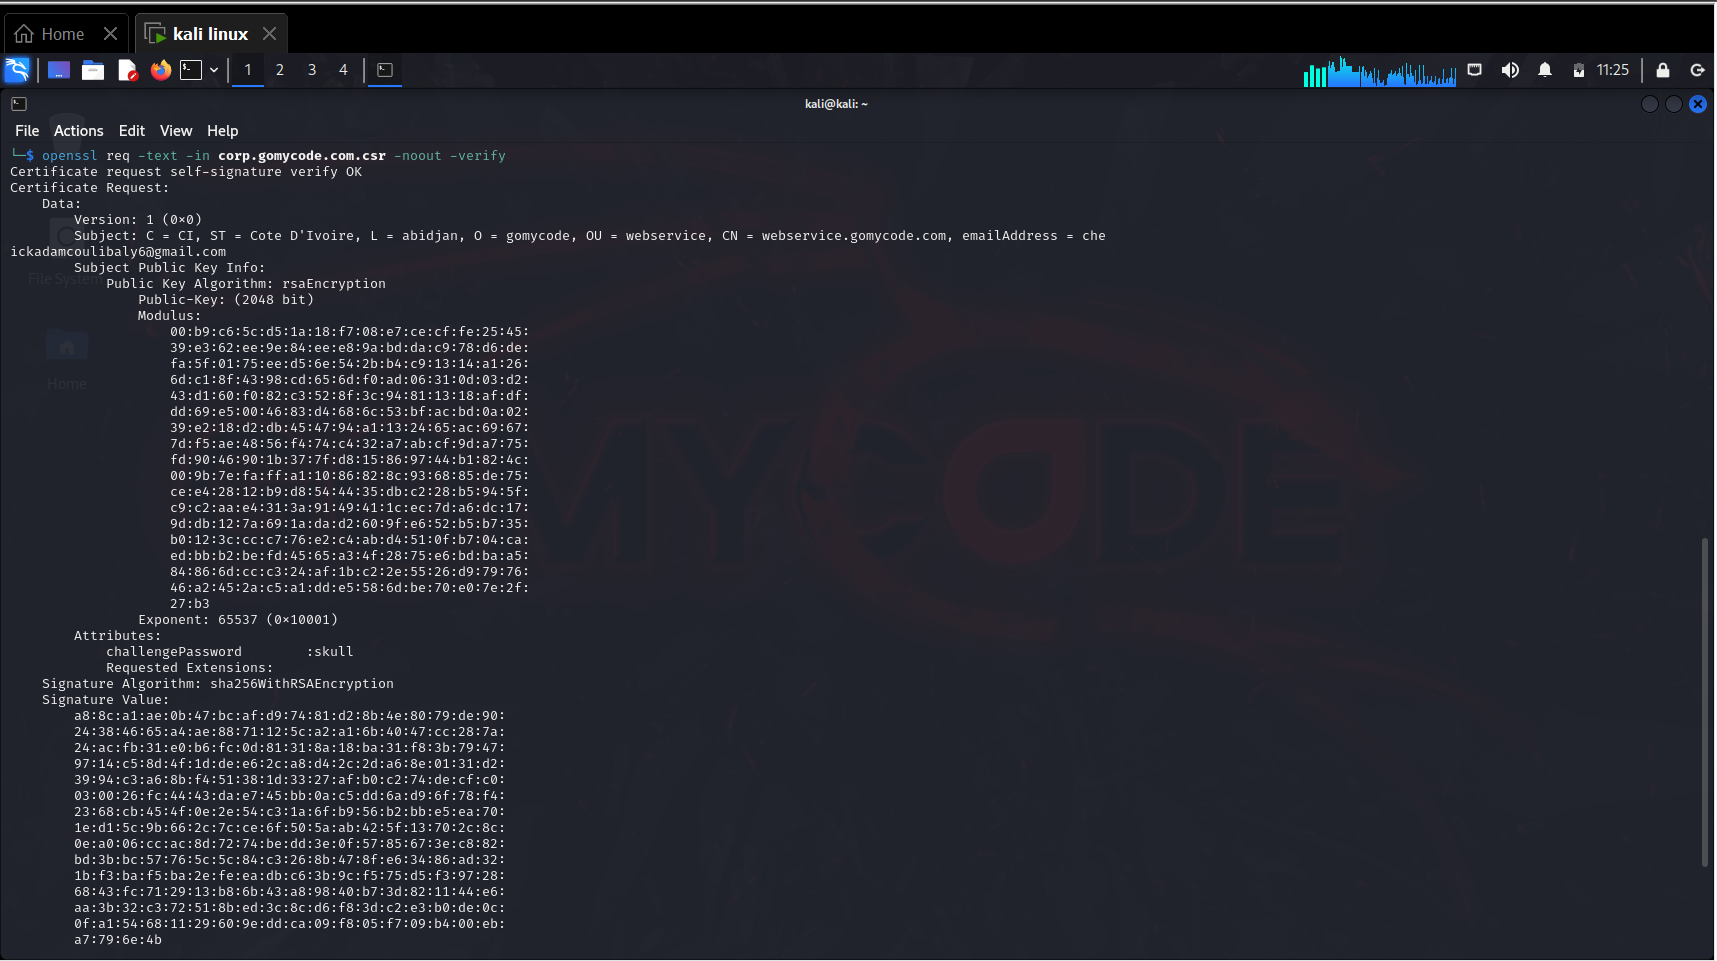 Home
kali linux
1 2 3 4
11:25
kali@kali: ~
File Actions Edit View Help
└─$ openssl req -text -in corp.gomycode.com.csr -noout -verify
Certificate request self-signature verify OK
Certificate Request:
Data:
Version: 1 (0×0)
Subject: C = CI, ST = Cote D'Ivoire, L = abidjan, O = gomycode, OU = webservice, CN = webservice.gomycode.com, emailAddress = che
ickadamcoulibaly6@gmail.com
Subject Public Key Info:
File System
Public Key Algorithm: rsaEncryption
Public-Key: (2048 bit)
Modulus:
00:b9:c6:5c:d5:1a:18:f7:08:e7:ce:cf:fe:25:45:
39:e3:62:ee:9e:84:ee:e8:9a:bd:da:c9:78:d6:de:
fa:5f:01:75:ee:d5:6e:54:2b:b4:c9:13:14:a1:26:
6d:c1:8f:43:98:cd:65:6d:f0:ad:06:31:0d:03:d2:
Home
43:d1:60:f0:82:c3:52:8f:3c:94:81:13:18:af:df:
dd:69:e5:00:46:83:d4:68:6c:53:bf:ac:bd:0a:02:
39:e2:18:d2:db:45:47:94:a1:13:24:65:ac:69:67:
7d:f5:ae:48:56:f4:74:c4:32:a7:ab:cf:9d:a7:75:
fd:90:46:90:1b:37:7f:d8:15:86:97:44:b1:82:4c:
00:9b:7e:fa:ff:a1:10:86:82:8c:93:68:85:de:75:
ce:e4:28:12:b9:d8:54:44:35:db:c2:28:b5:94:5f:
c9:c2:aa:e4:31:3a:91:49:41:1c:ec:7d:a6:dc:17:
9d:db:12:7a:69:1a:da:d2:60:9f:e6:52:b5:b7:35:
b0:12:3c:cc:c7:76:e2:c4:ab:d4:51:0f:b7:04:ca:
ed:bb:b2:be:fd:45:65:a3:4f:28:75:e6:bd:ba:a5:
84:86:6d:cc:c3:24:af:1b:c2:2e:55:26:d9:79:76:
46:a2:45:2a:c5:a1:dd:e5:58:6d:be:70:e0:7e:2f:
27:b3
MYCODE
Exponent: 65537 (0×10001)
Attributes:
challengePassword :skull
Requested Extensions:
Signature Algorithm: sha256WithRSAEncryption
Signature Value:
a8:8c:a1:ae:0b:47:bc:af:d9:74:81:d2:8b:4e:80:79:de:90:
24:38:46:65:a4:ae:88:71:12:5c:a2:a1:6b:40:47:cc:28:7a:
24:ac:fb:31:e0:b6:fc:0d:81:31:8a:18:ba:31:f8:3b:79:47:
97:14:c5:8d:4f:1d:de:e6:2c:a8:d4:2c:2d:a6:8e:01:31:d2:
39:94:c3:a6:8b:f4:51:38:1d:33:27:af:b0:c2:74:de:cf:c0:
03:00:26:fc:44:43:da:e7:45:bb:0a:c5:dd:6a:d9:6f:78:f4:
23:68:cb:45:4f:0e:2e:54:c3:1a:6f:b9:56:b2:bb:e5:ea:70:
1e:d1:5c:9b:66:2c:7c:ce:6f:50:5a:ab:42:5f:13:70:2c:8c:
0e:a0:06:cc:ac:8d:72:74:be:dd:3e:0f:57:85:67:3e:c8:82:
bd:3b:bc:57:76:5c:5c:84:c3:26:8b:47:8f:e6:34:86:ad:32:
1b:f3:ba:f5:ba:2e:fe:ea:db:c6:3b:9c:f5:75:d5:f3:97:28:
68:43:fc:71:29:13:b8:6b:43:a8:98:40:b7:3d:82:11:44:e6:
aa:3b:32:c3:72:51:8b:ed:3c:8c:d6:f8:3d:c2:e3:b0:de:0c:
0f:a1:54:68:11:29:60:9e:dd:ca:09:f8:05:f7:09:b4:00:eb:
a7:79:6e:4b